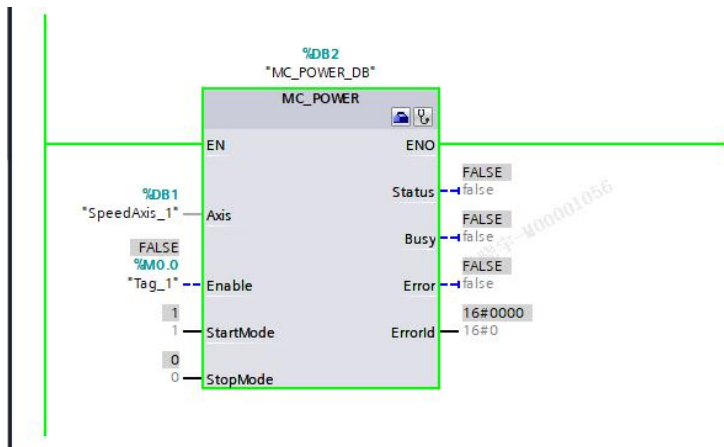 %DB2
"MC_POWER_DB"
MC_POWER
EN
ENO
FALSE
Status
false
%DB1
"SpeedAxis_1"
Axis
FALSE
Busy
false
FALSE
%M0.0
"Tag_1"
Enable
FALSE
Error
false
1
1
StartMode
16#0000
ErrorId
16#0
0
0
StopMode
M00001056